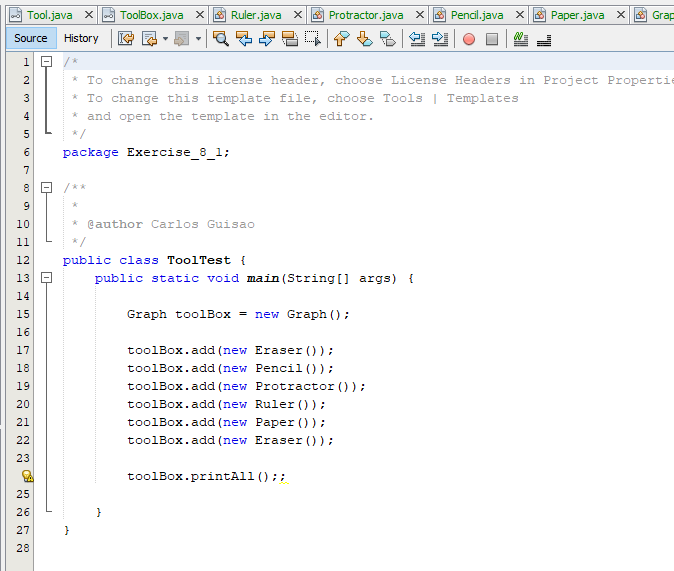 Tool.java ToolBox.java Ruler.java Protractor.java Pencil.java Paper.java Grap
Source History
1 /*
2 * To change this license header, choose License Headers in Project Propertie
3 * To change this template file, choose Tools | Templates
4 * and open the template in the editor.
5 */
6 package Exercise_8_1;
7
8 /**
9 *
10 * @author Carlos Guisao
11 */
12 public class ToolTest {
13 public static void main(String[] args) {
14
15 Graph toolBox = new Graph();
16
17 toolBox.add(new Eraser());
18 toolBox.add(new Pencil());
19 toolBox.add(new Protractor());
20 toolBox.add(new Ruler());
21 toolBox.add(new Paper());
22 toolBox.add(new Eraser());
23
toolBox.printAll();;
25
26 }
27 }
28